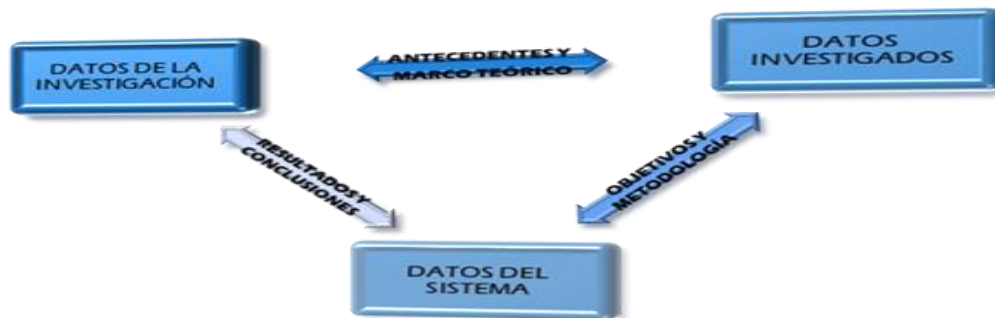 DATOS DE LA
INVESTIGACIÓN
ANTECEDENTES Y
MARCO TEÓRICO
DATOS
INVESTIGADOS
RESULTADOS Y
CONCLUSIONES
OBJETIVOS Y
METODOLOGÍA
DATOS DEL
SISTEMA